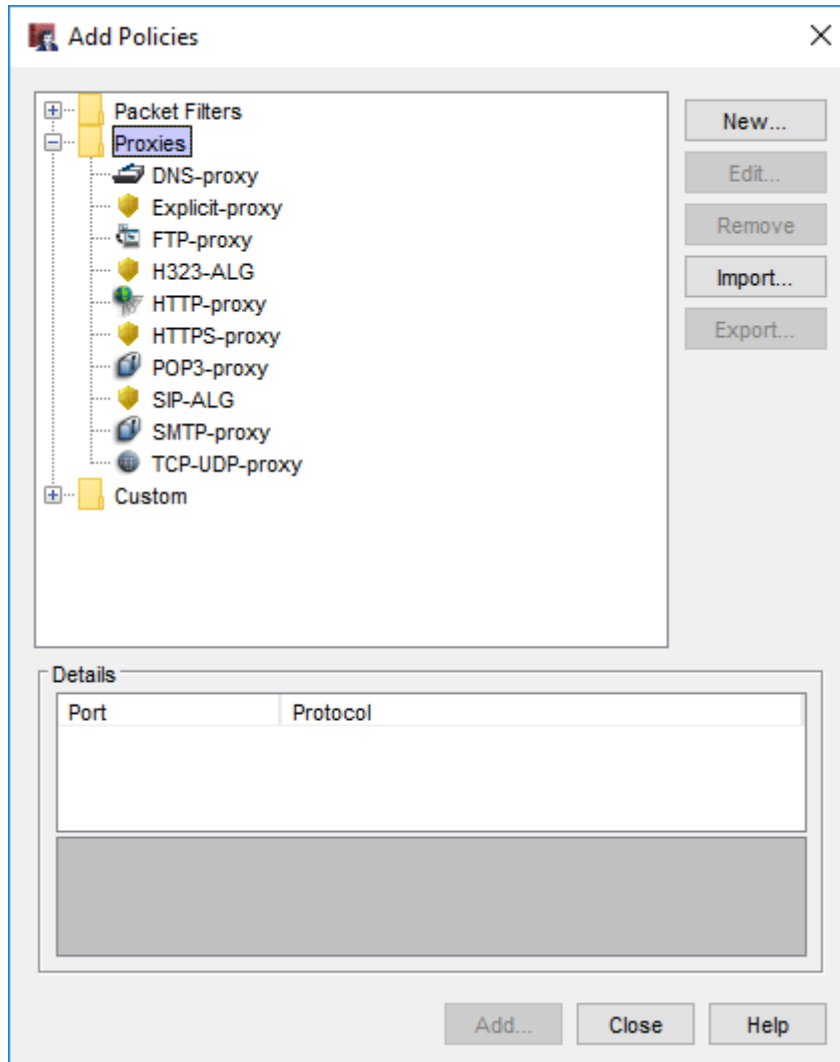 Add Policies
Packet Filters
Proxies
DNS-proxy
Explicit-proxy
FTP-proxy
H323-ALG
HTTP-proxy
HTTPS-proxy
POP3-proxy
SIP-ALG
SMTP-proxy
TCP-UDP-proxy
Custom
New...
Edit...
Remove
Import...
Export...
Details
Port Protocol
Add... Close Help